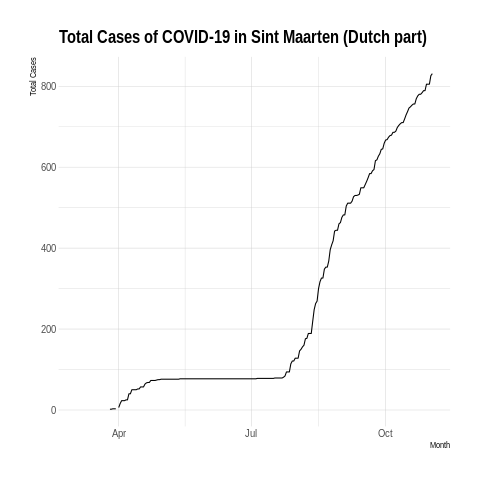 Total Cases of COVID-19 in Sint Maarten (Dutch part)
Total Cases
800
600
400
200
0
Apr Jul Oct
Month